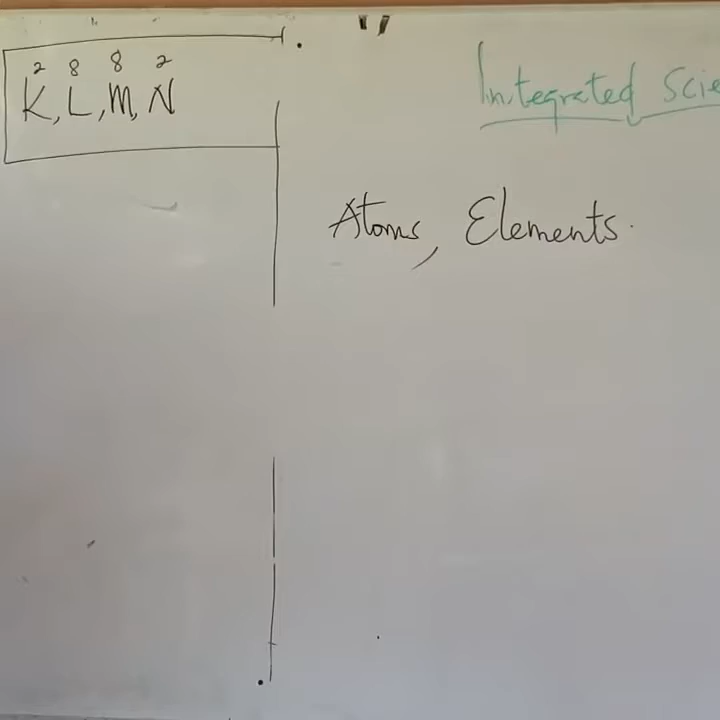 2 8 8 2
K, L, M, N
Integrated Scie
Atoms, Elements.